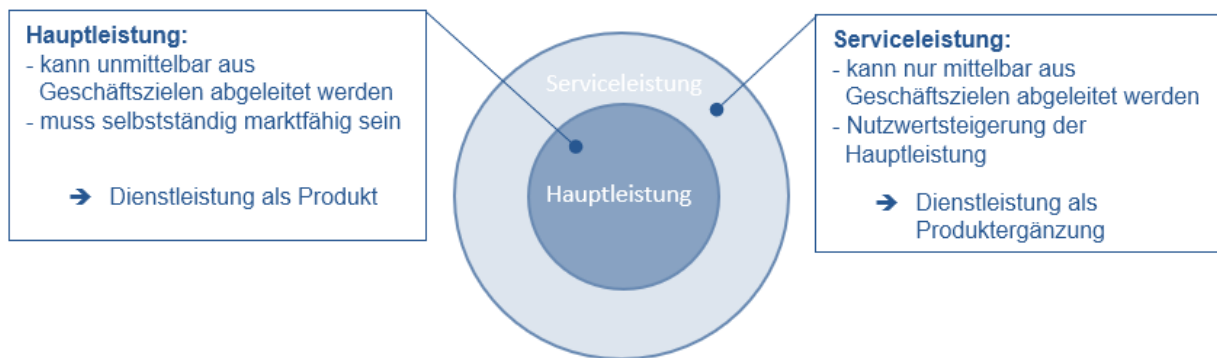 Hauptleistung:
- kann unmittelbar aus
Geschäftszielen abgeleitet werden
- muss selbstständig marktfähig sein
➔ Dienstleistung als Produkt
Serviceleistung
Hauptleistung
Serviceleistung:
- kann nur mittelbar aus
Geschäftszielen abgeleitet werden
- Nutzwertsteigerung der
Hauptleistung
➔ Dienstleistung als
Produktergänzung